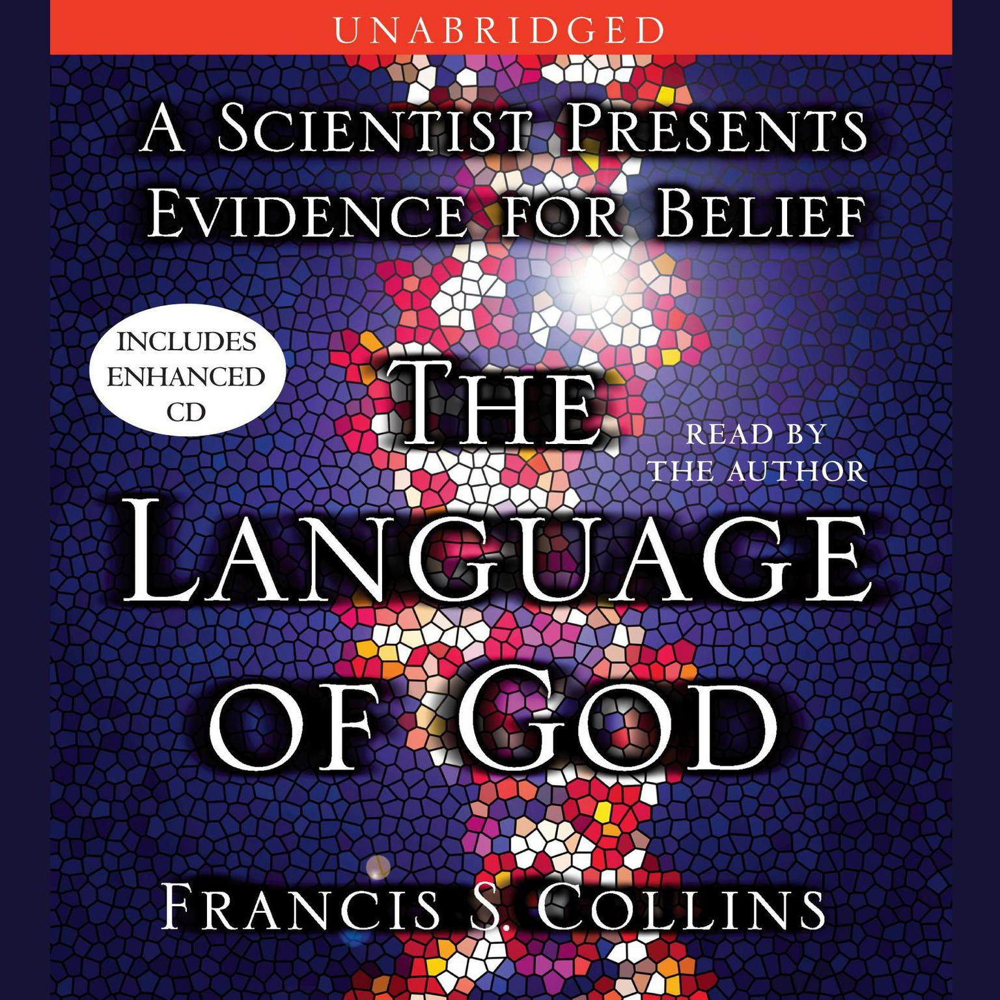 UNABRIDGED
A SCIENTIST PRESENTS
EVIDENCE FOR BELIEF
INCLUDES
ENHANCED
CD
THE
READ BY
THE AUTHOR
LANGUAGE
OF GOD
FRANCIS S. COLLINS